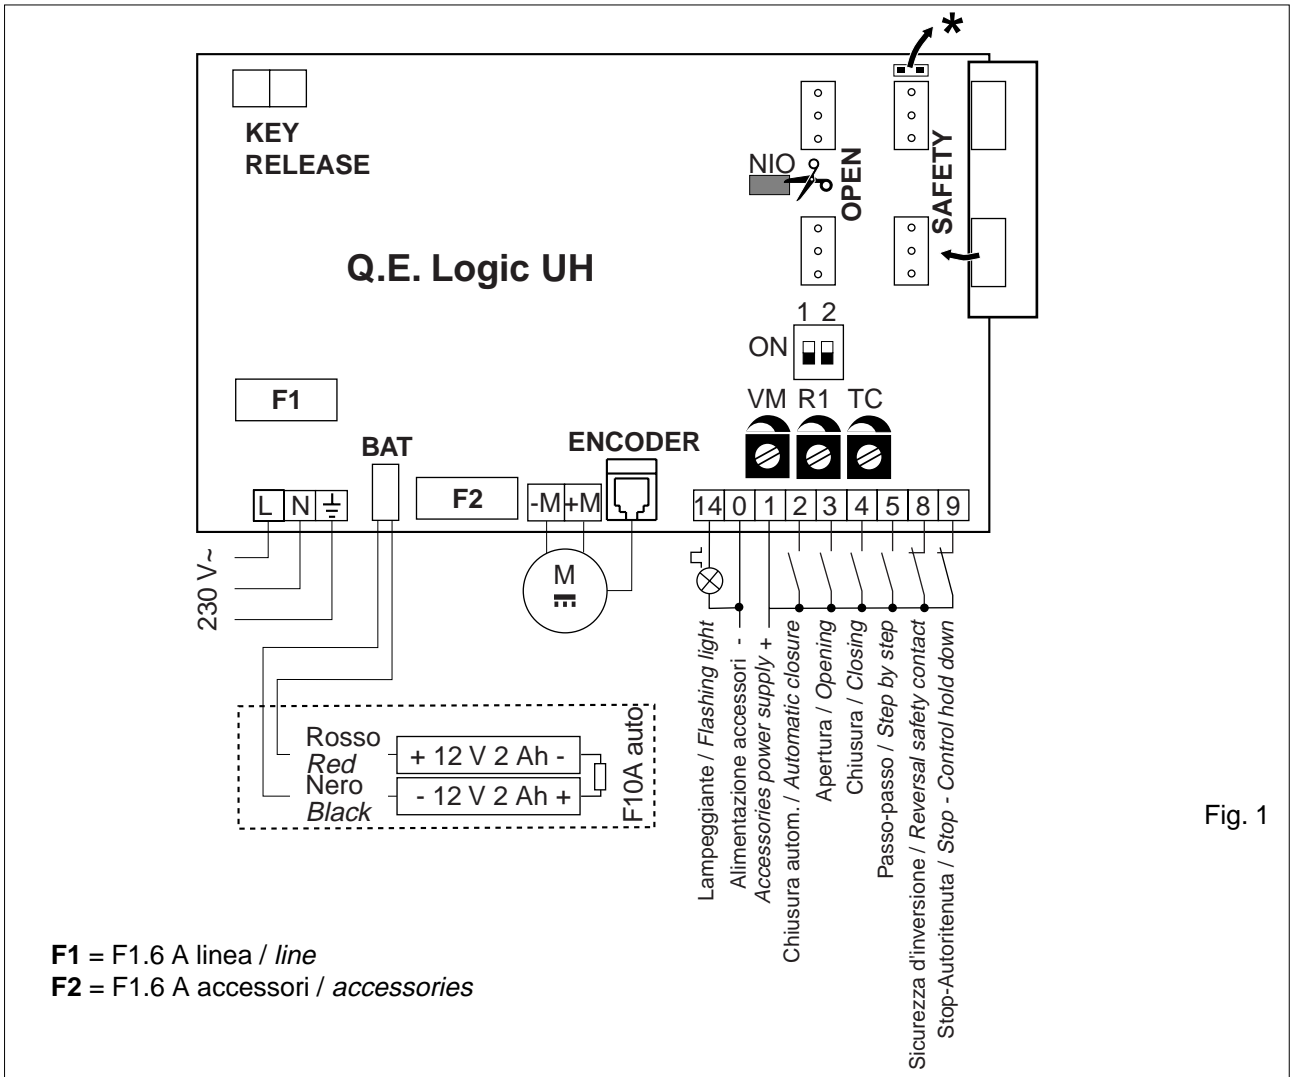 *
KEY
RELEASE
NIO
OPEN
SAFETY
Q.E. Logic UH
1 2
ON
F1
VM R1 TC
BAT
ENCODER
F2
L N
-M +M
14 0 1 2 3 4 5 8 9
230 V~
M
Lampeggiante / Flashing light
Alimentazione accessori -
Accessories power supply +
Chiusura autom. / Automatic closure
Apertura / Opening
Chiusura / Closing
Passo-passo / Step by step
Sicurezza d'inversione / Reversal safety contact
Stop-Autoritenuta / Stop - Control hold down
Rosso
Red
+ 12 V 2 Ah -
Nero
Black
- 12 V 2 Ah +
F10A auto
Fig. 1
F1 = F1.6 A linea / line
F2 = F1.6 A accessori / accessories